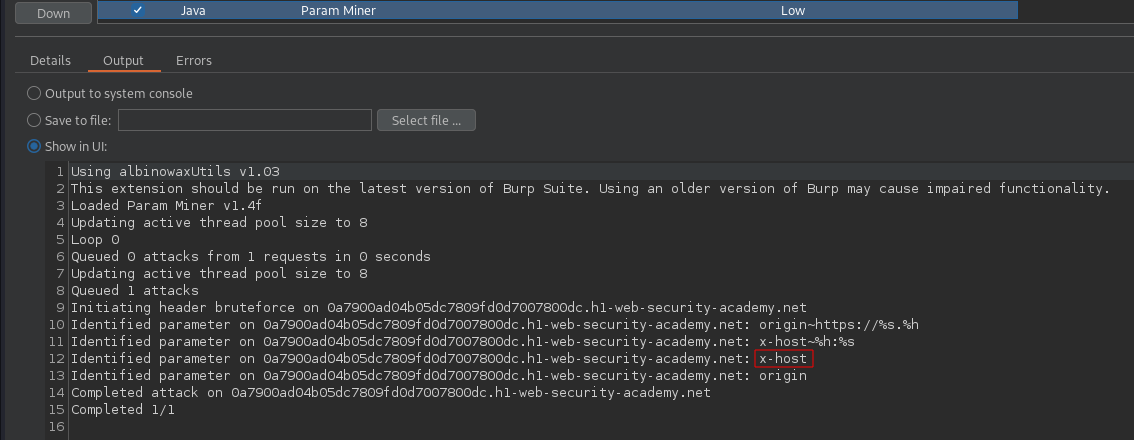 Down Java Param Miner Low
Details Output Errors
Output to system console
Save to file: Select file ...
Show in UI:
1 Using albinowaxUtils v1.03
2 This extension should be run on the latest version of Burp Suite. Using an older version of Burp may cause impaired functionality.
3 Loaded Param Miner v1.4f
4 Updating active thread pool size to 8
5 Loop 0
6 Queued 0 attacks from 1 requests in 0 seconds
7 Updating active thread pool size to 8
8 Queued 1 attacks
9 Initiating header bruteforce on 0a7900ad04b05dc7809fd0d7007800dc.h1-web-security-academy.net
10 Identified parameter on 0a7900ad04b05dc7809fd0d7007800dc.h1-web-security-academy.net: origin~https://%s.%h
11 Identified parameter on 0a7900ad04b05dc7809fd0d7007800dc.h1-web-security-academy.net: x-host~%h:%s
12 Identified parameter on 0a7900ad04b05dc7809fd0d7007800dc.h1-web-security-academy.net: x-host
13 Identified parameter on 0a7900ad04b05dc7809fd0d7007800dc.h1-web-security-academy.net: origin
14 Completed attack on 0a7900ad04b05dc7809fd0d7007800dc.h1-web-security-academy.net
15 Completed 1/1
16